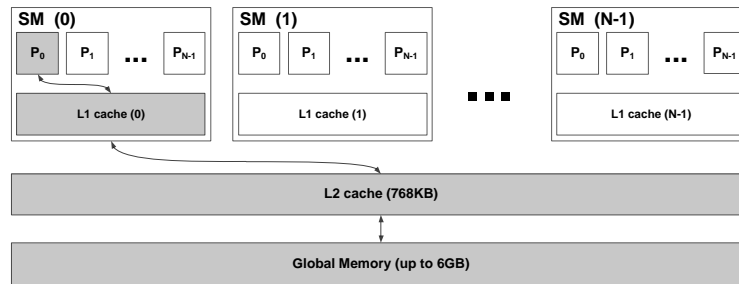 SM (0) SM (1) SM (N-1)
P0 P1 ... PN-1 P0 P1 ... PN-1 P0 P1 ... PN-1
L1 cache (0) L1 cache (1) L1 cache (N-1)
L2 cache (768KB)
Global Memory (up to 6GB)